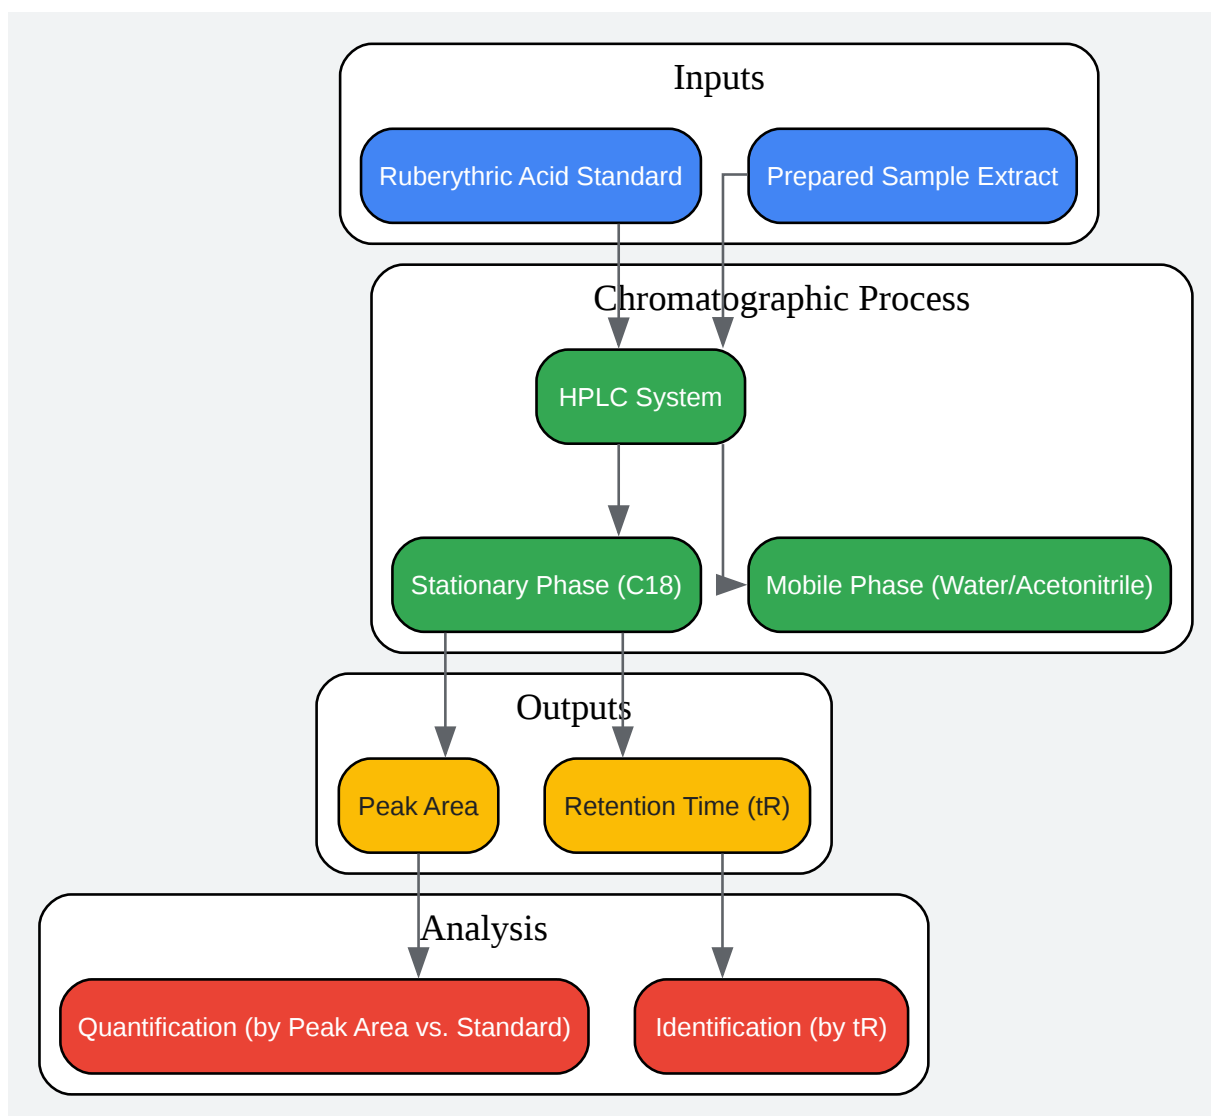 Inputs
Ruberythric Acid Standard
Prepared Sample Extract
Chromatographic Process
HPLC System
Stationary Phase (C18)
Mobile Phase (Water/Acetonitrile)
Outputs
Peak Area
Retention Time (tR)
Analysis
Quantification (by Peak Area vs. Standard)
Identification (by tR)